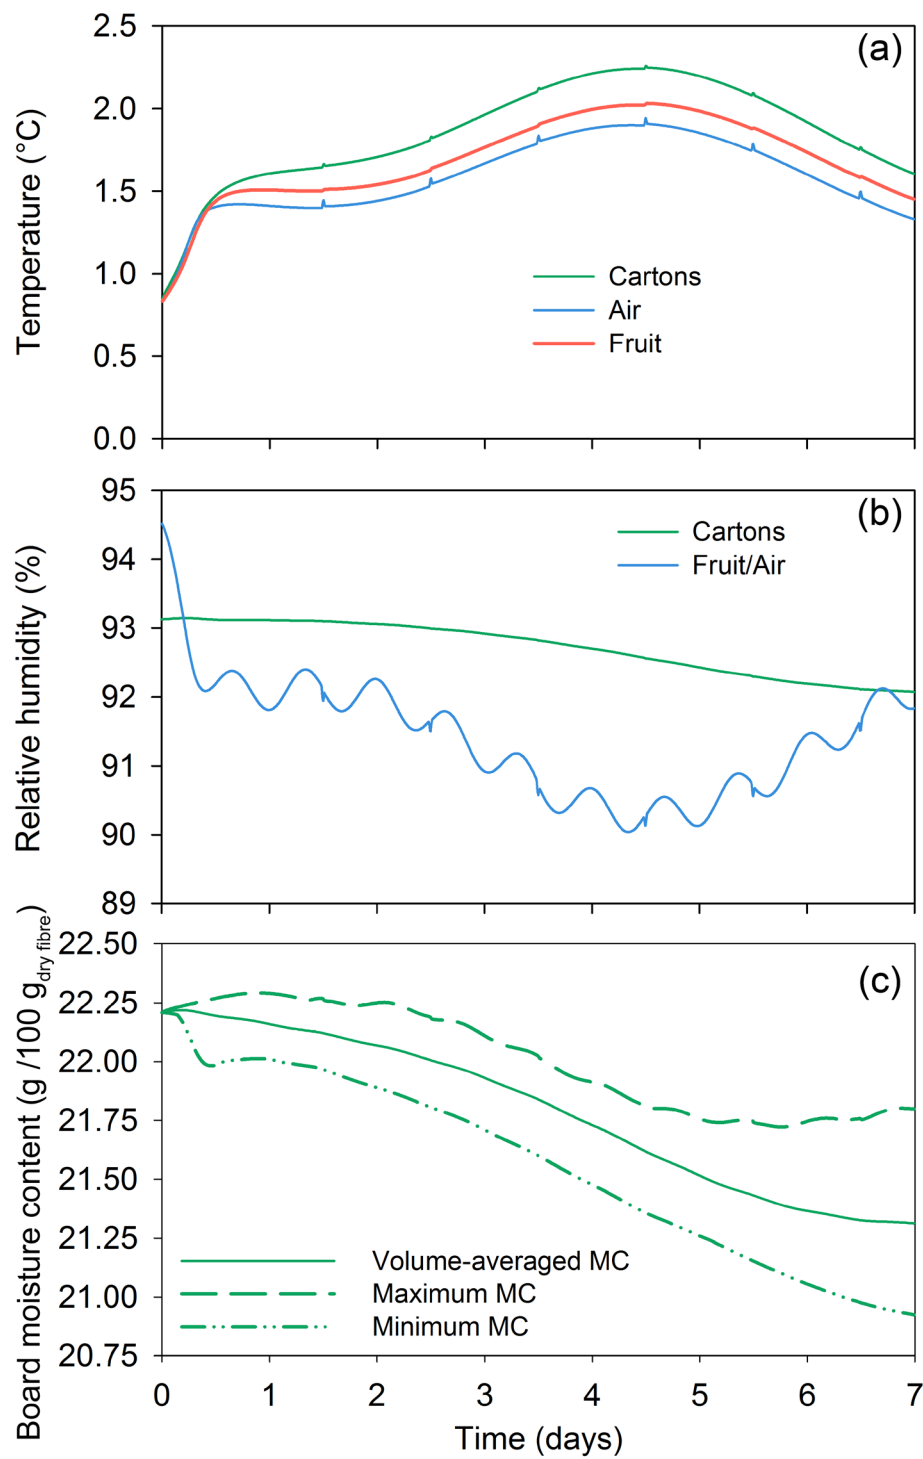 2.5
(a)
2.0
1.5
1.0
0.5
0.0
Temperature (°C)
Cartons
Air
Fruit
95
(b)
94
93
92
91
90
89
Relative humidity (%)
Cartons
Fruit/Air
22.50
(c)
22.25
22.00
21.75
21.50
21.25
21.00
20.75
Board moisture content (g /100 g dry fibre)
Volume-averaged MC
Maximum MC
Minimum MC
0 1 2 3 4 5 6 7
Time (days)